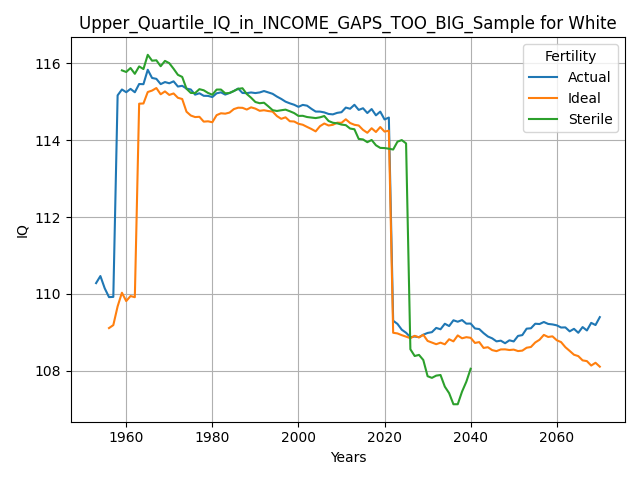 Upper_Quartile_IQ_in_INCOME_GAPS_TOO_BIG_Sample for White
Fertility
Actual
Ideal
Sterile
116
114
112
110
108
IQ
1960 1980 2000 2020 2040 2060
Years